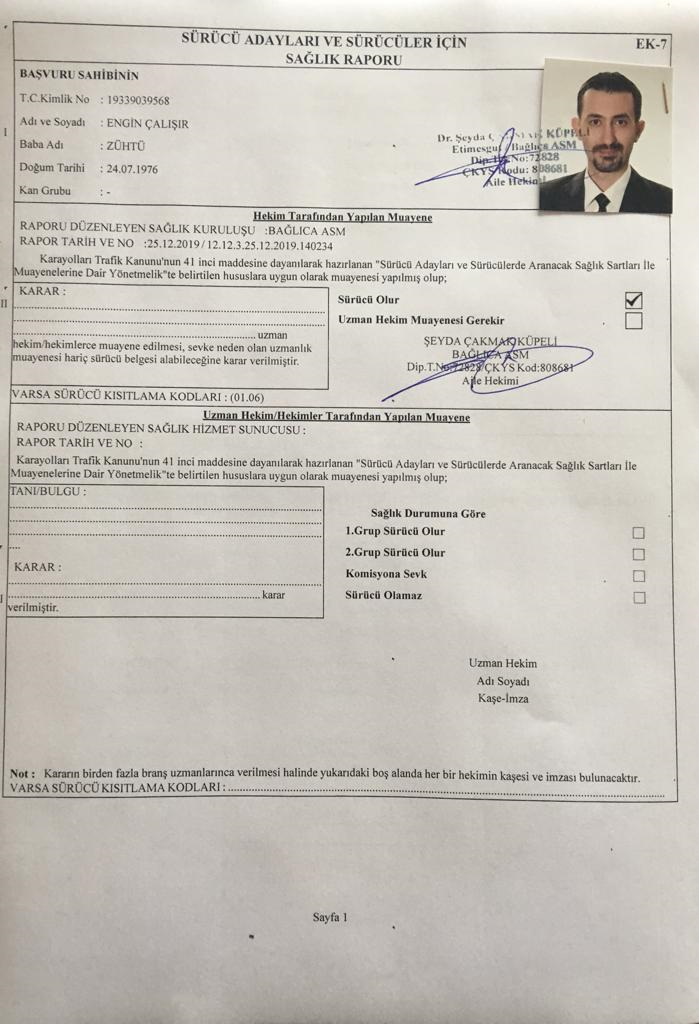 SÜRÜCÜ ADAYLARI VE SÜRÜCÜLER İÇİN
SAĞLIK RAPORU
EK-7
BAŞVURU SAHİBİNİN
T.C.Kimlik No : 19339039568
Adı ve Soyadı : ENGİN ÇALIŞIR
Baba Adı : ZÜHTÜ
Doğum Tarihi : 24.07.1976
Kan Grubu : -
I
Dr. Şeyda KÜPELİ
Etimesgut Bağlıca ASM
Dip. No:72828
ÇKYS Kodu: 808681
Aile Hekimi
Hekim Tarafından Yapılan Muayene
RAPORU DÜZENLEYEN SAĞLIK KURULUŞU :BAĞLICA ASM
RAPOR TARİH VE NO :25.12.2019 / 12.12.3.25.12.2019.140234
Karayolları Trafik Kanunu'nun 41 inci maddesine dayanılarak hazırlanan "Sürücü Adayları ve Sürücülerde Aranacak Sağlık Sartları İle
Muayenelerine Dair Yönetmelik"te belirtilen hususlara uygun olarak muayenesi yapılmış olup;
II
KARAR :
................................................ uzman
hekim/hekimlerce muayene edilmesi, sevke neden olan uzmanlık
muayenesi hariç sürücü belgesi alabileceğine karar verilmiştir.
Sürücü Olur
Uzman Hekim Muayenesi Gerekir
ŞEYDA ÇAKMAK KÜPELİ
BAĞLICA ASM
Dip.T.No:72828/ÇKYS Kod:808681
Aile Hekimi
VARSA SÜRÜCÜ KISITLAMA KODLARI : (01.06)
Uzman Hekim/Hekimler Tarafından Yapılan Muayene
RAPORU DÜZENLEYEN SAĞLIK HİZMET SUNUCUSU :
RAPOR TARİH VE NO :
Karayolları Trafik Kanunu'nun 41 inci maddesine dayanılarak hazırlanan "Sürücü Adayları ve Sürücülerde Aranacak Sağlık Sartları İle
Muayenelerine Dair Yönetmelik"te belirtilen hususlara uygun olarak muayenesi yapılmış olup;
TANI/BULGU :
KARAR :
................................................ karar
verilmiştir.
Sağlık Durumuna Göre
1.Grup Sürücü Olur
2.Grup Sürücü Olur
Komisyona Sevk
Sürücü Olamaz
Uzman Hekim
Adı Soyadı
Kaşe-İmza
Not : Kararın birden fazla branş uzmanlarınca verilmesi halinde yukarıdaki boş alanda her bir hekimin kaşesi ve imzası bulunacaktır.
VARSA SÜRÜCÜ KISITLAMA KODLARI : ................................................
Sayfa 1